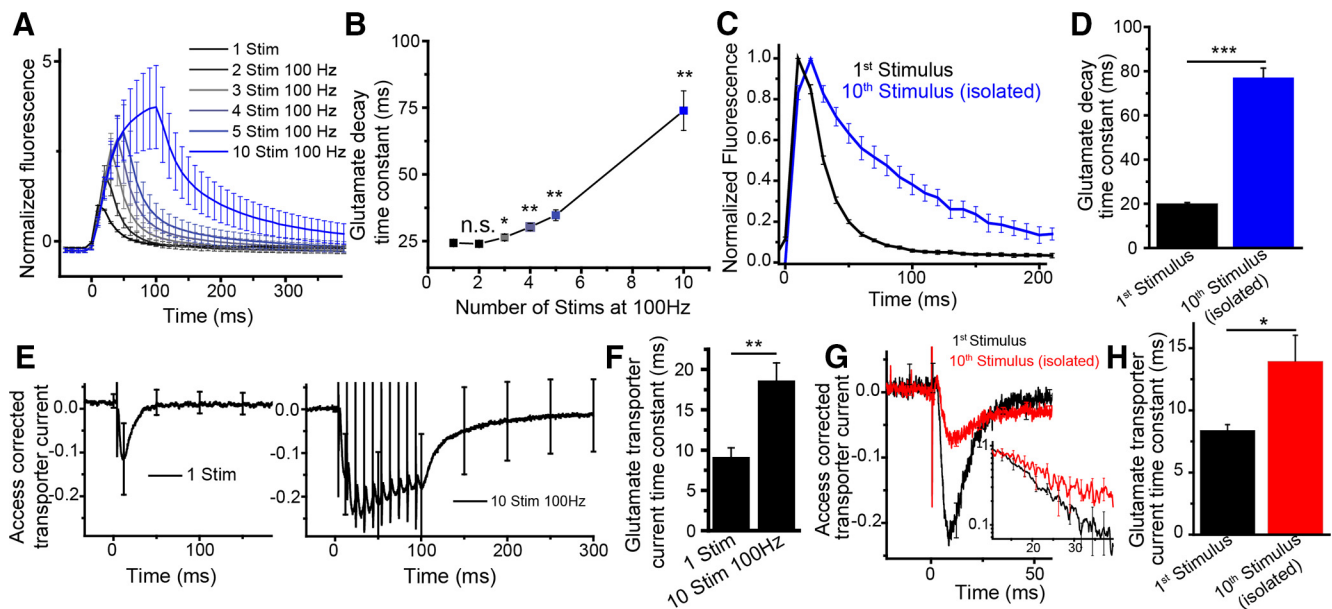 A
Normalized fluorescence
5
0
0
100
200
300
Time (ms)
1 Stim
2 Stim 100 Hz
3 Stim 100 Hz
4 Stim 100 Hz
5 Stim 100 Hz
10 Stim 100 Hz
B
Glutamate decay
time constant (ms)
100
75
50
25
n.s.
*
**
**
**
0
2
4
6
8
10
Number of Stims at 100Hz
C
Normalized Fluorescence
1.0
0.8
0.6
0.4
0.2
0.0
1st Stimulus
10th Stimulus (isolated)
0
100
200
Time (ms)
D
Glutamate decay
time constant (ms)
100
80
60
40
20
0
***
1st Stimulus
10th Stimulus
(isolated)
E
Access corrected
transporter current
0.0
-0.1
-0.2
1 Stim
0
100
Time (ms)
0.0
-0.1
-0.2
10 Stim 100Hz
0
100
200
300
Time (ms)
F
Glutamate transporter
current time constant (ms)
20
15
10
5
0
**
1 Stim
10 Stim 100Hz
G
1st Stimulus
10th Stimulus (isolated)
Access corrected
transporter current
0.0
-0.1
-0.2
0
50
Time (ms)
1
0.1
20
30
H
Glutamate transporter
current time constant (ms)
15
10
5
0
*
1st Stimulus
10th Stimulus
(isolated)